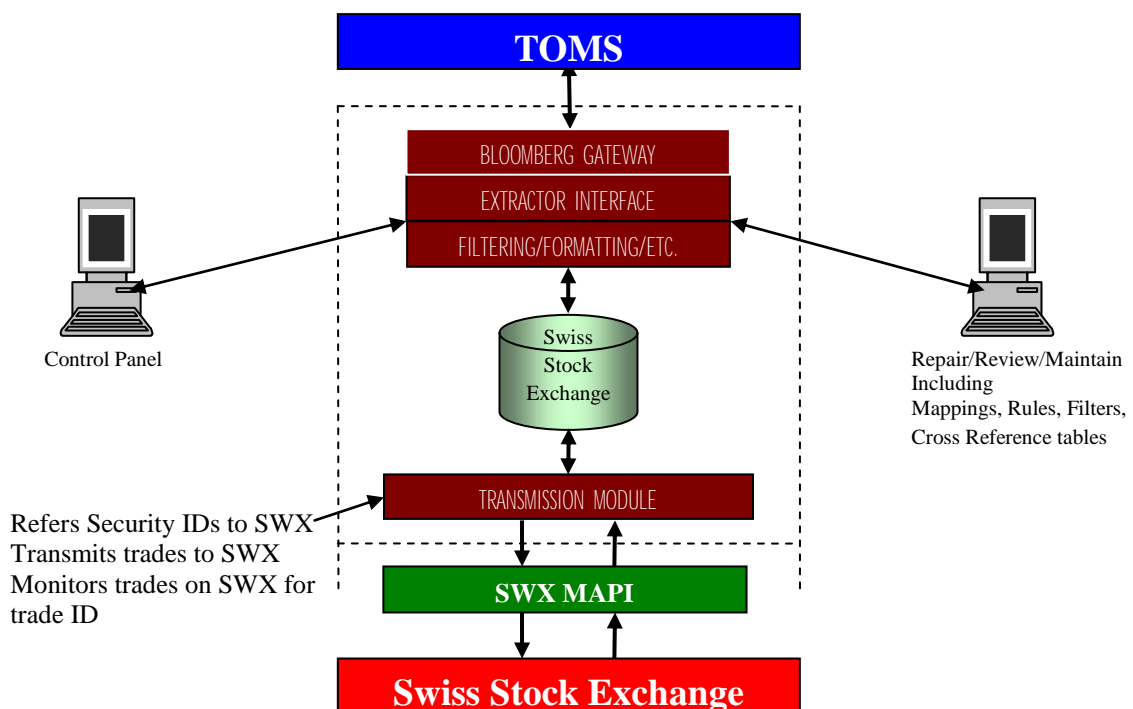 TOMS
BLOOMBERG GATEWAY
EXTRACTOR INTERFACE
FILTERING/FORMATTING/ETC.
Control Panel
Swiss
Stock
Exchange
Repair/Review/Maintain
Including
Mappings, Rules, Filters,
Cross Reference tables
TRANSMISSION MODULE
Refers Security IDs to SWX
Transmits trades to SWX
Monitors trades on SWX for
trade ID
SWX MAPI
Swiss Stock Exchange